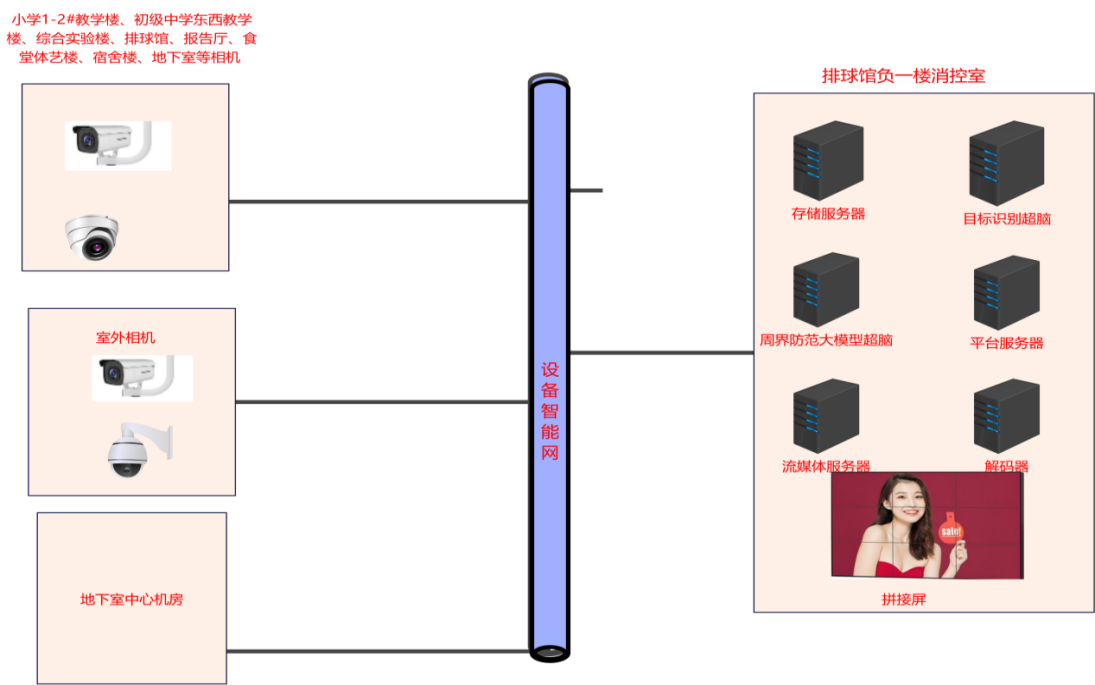 小学1-2#教学楼、初级中学东西教学
楼、综合实验楼、排球馆、报告厅、食
堂体艺楼、宿舍楼、地下室等相机
室外相机
地下室中心机房
设备智能网
排球馆负一楼消控室
存储服务器
目标识别超脑
周界防范大模型超脑
平台服务器
流媒体服务器
解码器
sale!
拼接屏